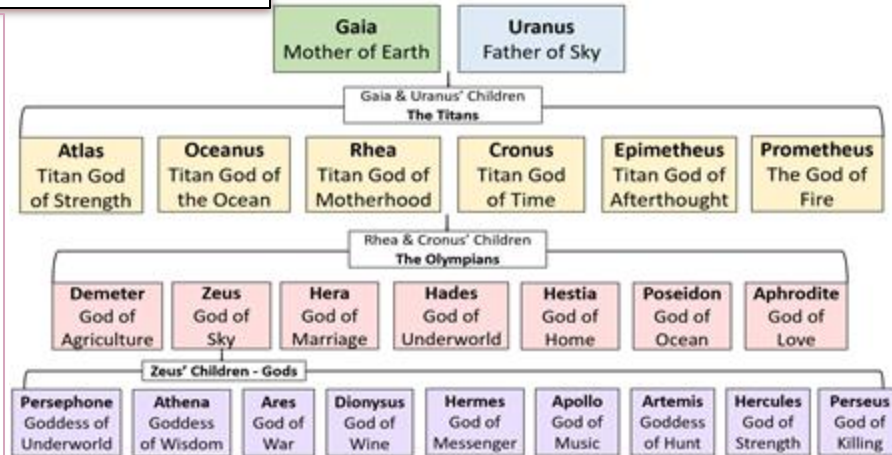 Gaia
Mother of Earth
Uranus
Father of Sky
Gaia & Uranus' Children
The Titans
Atlas
Titan God
of Strength
Oceanus
Titan God of
the Ocean
Rhea
Titan God of
Motherhood
Cronus
Titan God
of Time
Epimetheus
Titan God of
Afterthought
Prometheus
The God of
Fire
Rhea & Cronus' Children
The Olympians
Demeter
God of
Agriculture
Zeus
God of
Sky
Hera
God of
Marriage
Hades
God of
Underworld
Hestia
God of
Home
Poseidon
God of
Ocean
Aphrodite
God of
Love
Zeus' Children - Gods
Persephone
Goddess of
Underworld
Athena
Goddess
of Wisdom
Ares
God of
War
Dionysus
God of
Wine
Hermes
God of
Messenger
Apollo
God of
Music
Artemis
Goddess
of Hunt
Hercules
God of
Strength
Perseus
God of
Killing